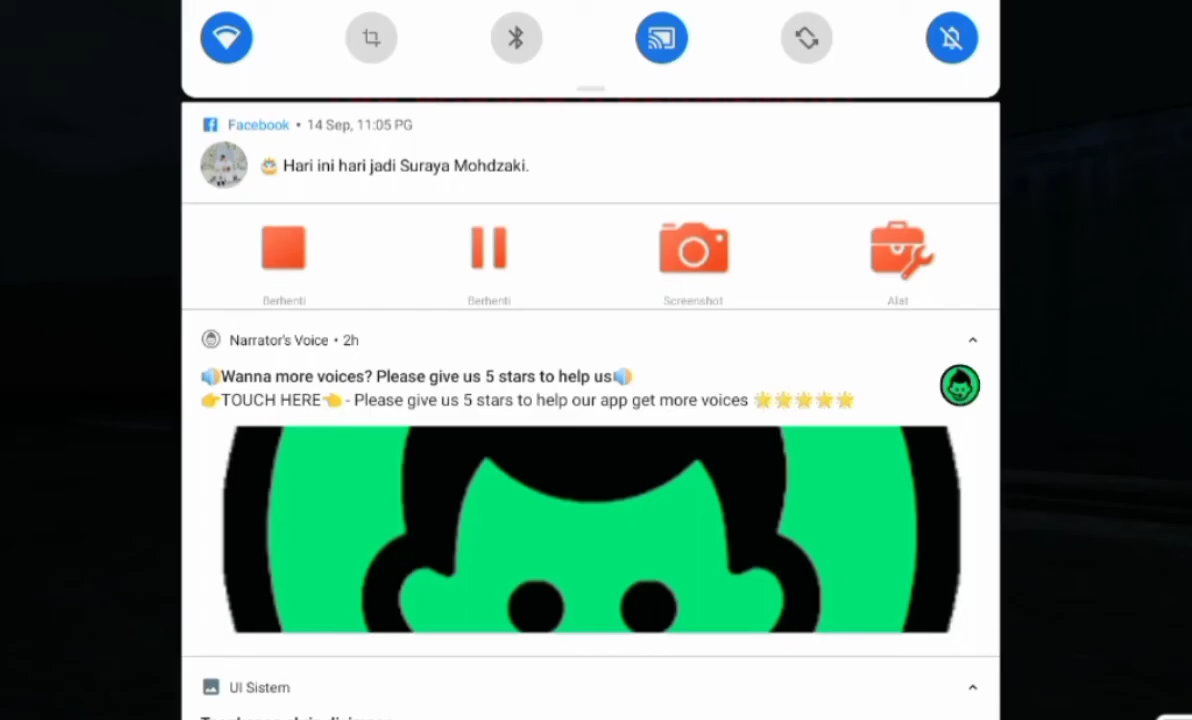 Facebook • 14 Sep, 11:05 PG
🎂 Hari ini hari jadi Suraya Mohdzaki.
Berhenti Berhenti Screenshot Alat
Narrator's Voice • 2h
🔊Wanna more voices? Please give us 5 stars to help us🔊
👉TOUCH HERE👈 - Please give us 5 stars to help our app get more voices ⭐⭐⭐⭐⭐
UI Sistem